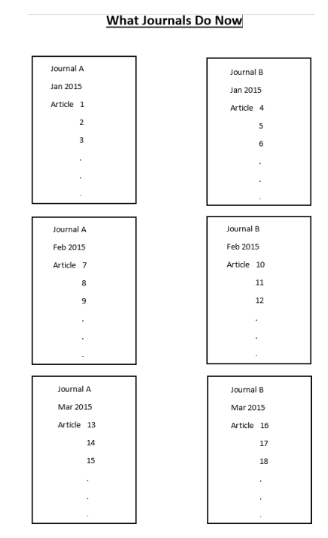 What Journals Do Now
Journal A
Jan 2015
Article 1
2
3
.
.
.
Journal B
Jan 2015
Article 4
5
6
.
.
.
Journal A
Feb 2015
Article 7
8
9
.
.
.
Journal B
Feb 2015
Article 10
11
12
.
.
.
Journal A
Mar 2015
Article 13
14
15
.
.
.
Journal B
Mar 2015
Article 16
17
18
.
.
.